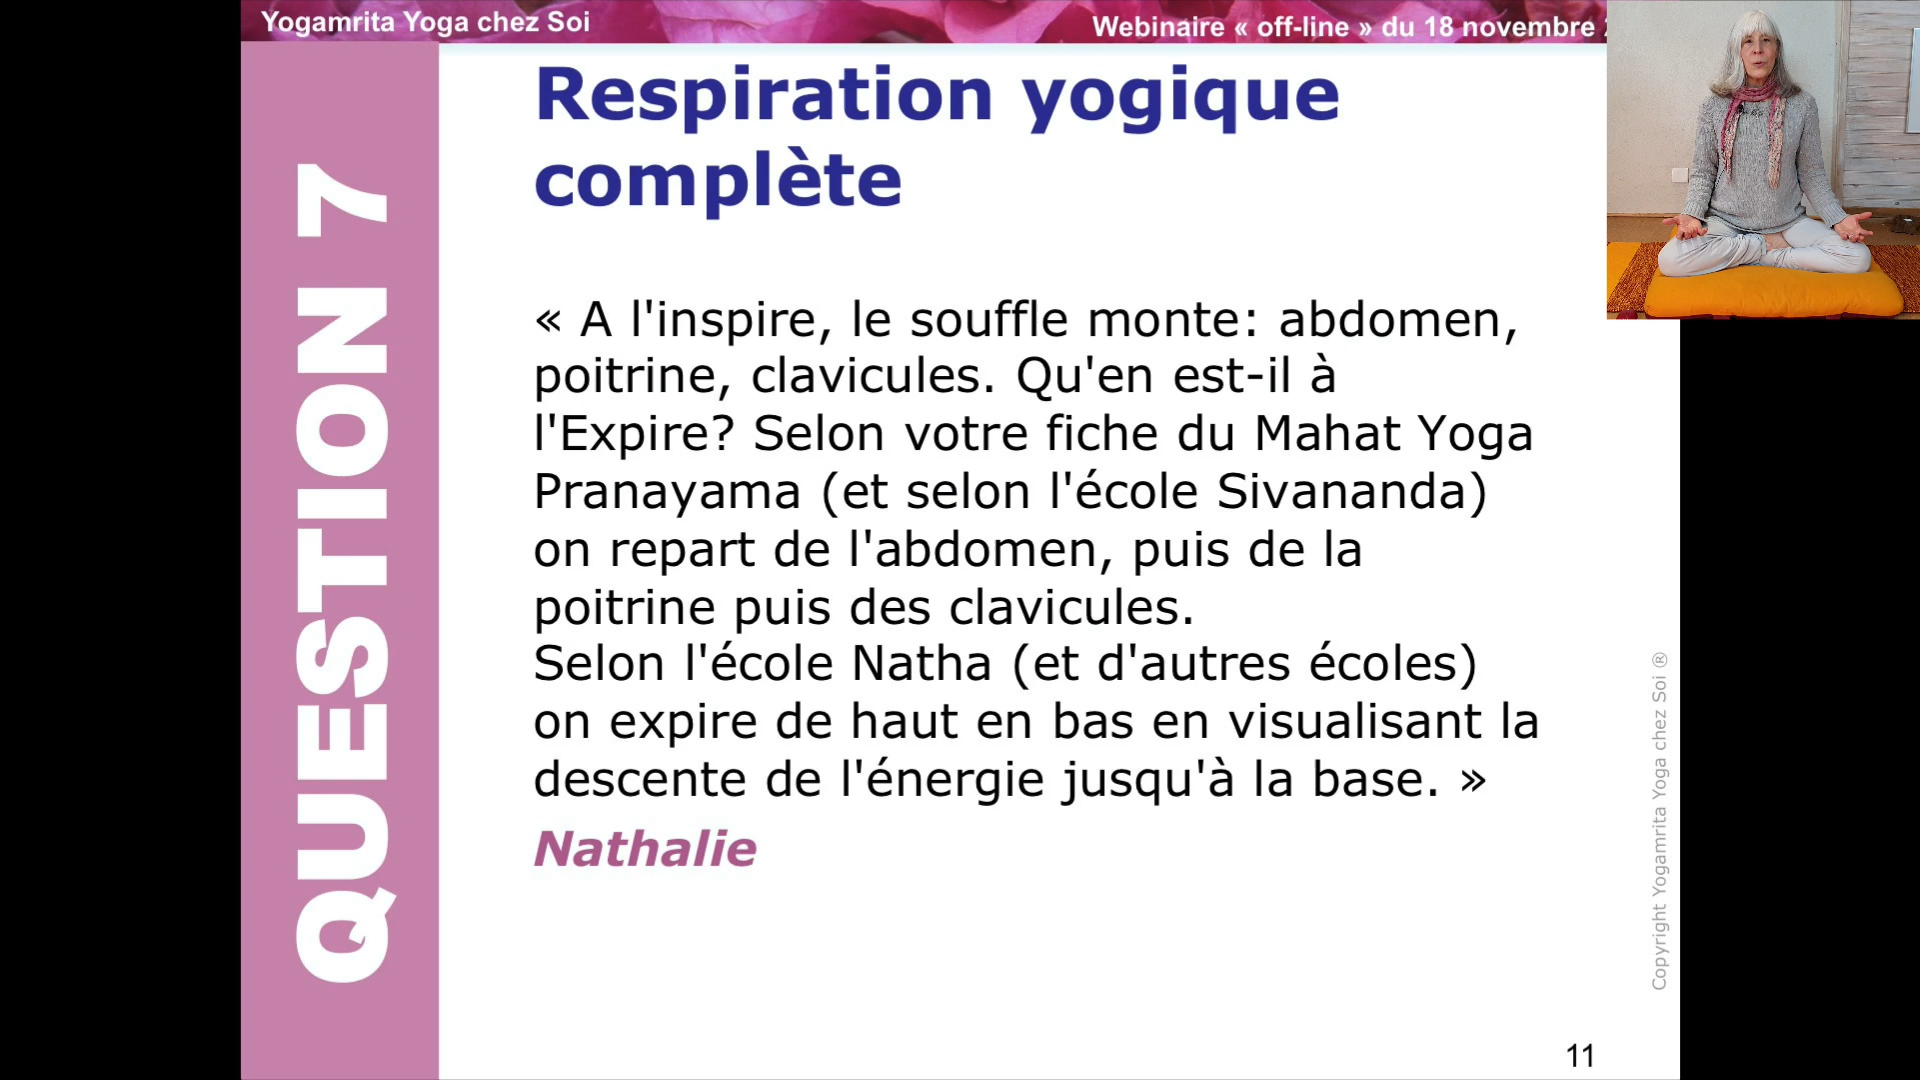 Yogamrita Yoga chez Soi
Webinaire « off-line » du 18 novembre
QUESTION 7
Respiration yogique
complète
« A l'inspire, le souffle monte: abdomen,
poitrine, clavicules. Qu'en est-il à
l'Expire? Selon votre fiche du Mahat Yoga
Pranayama (et selon l'école Sivananda)
on repart de l'abdomen, puis de la
poitrine puis des clavicules.
Selon l'école Natha (et d'autres écoles)
on expire de haut en bas en visualisant la
descente de l'énergie jusqu'à la base. »
Nathalie
Copyright Yogamrita Yoga chez Soi ®
11